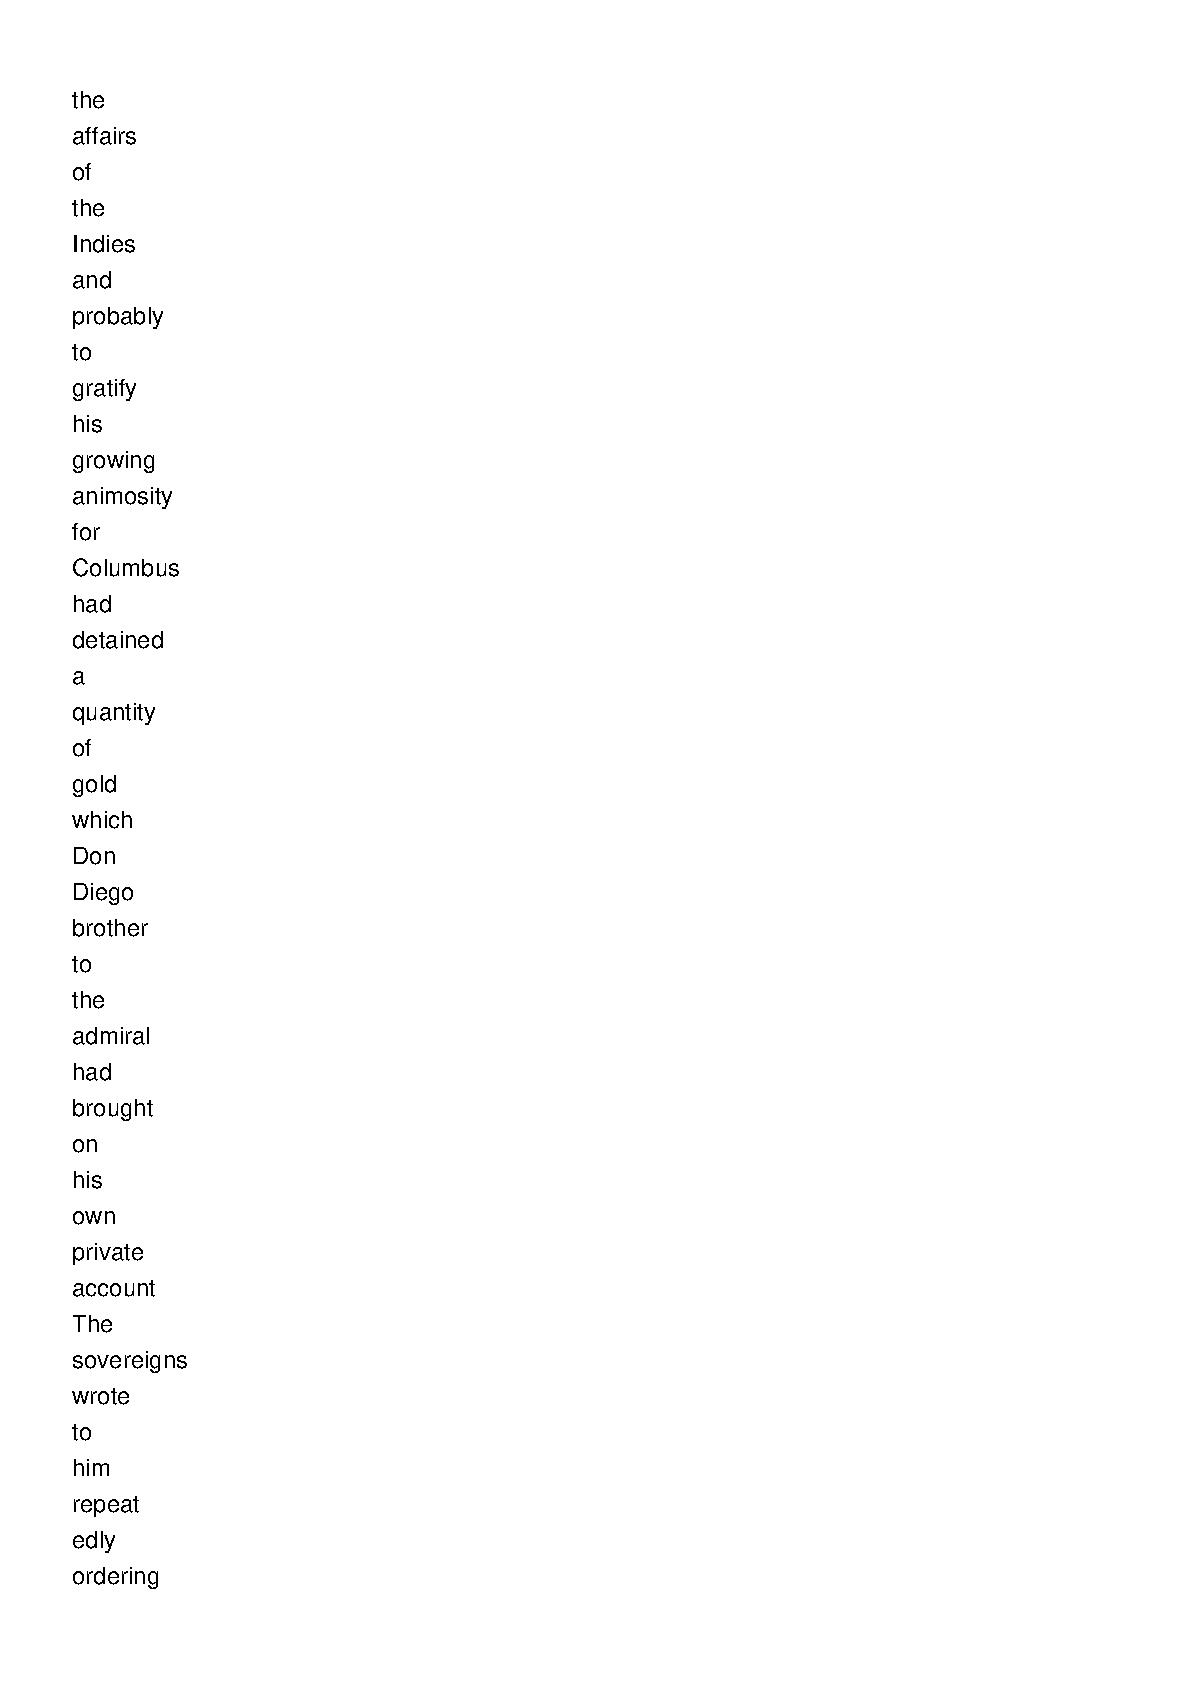 the
affairs
of
the
Indies
and
probably
to
gratify
his
growing
animosity
for
Columbus
had
detained
a
quantity
of
gold
which
Don
Diego
brother
to
the
admiral
had
brought
on
his
own
private
account
The
sovereigns
wrote
to
him
repeat
edly
ordering